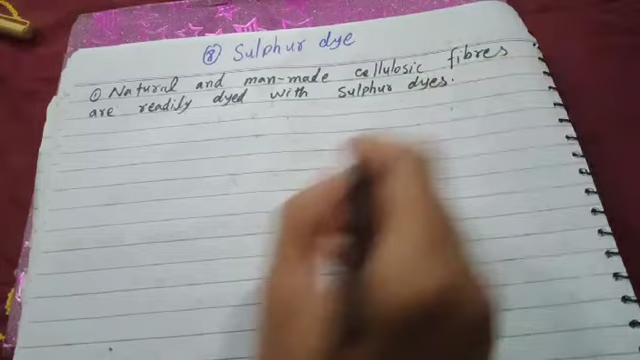 ⑧ Sulphur dye
① Natural and man-made cellulosic fibres
are readily dyed with Sulphur dyes.